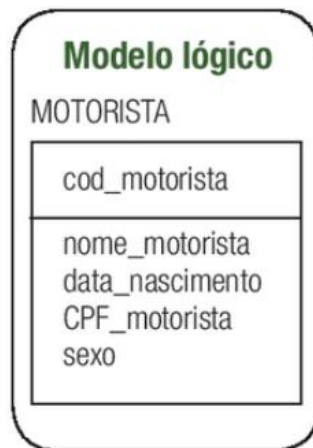 Modelo lógico
MOTORISTA
cod_motorista
nome_motorista
data_nascimento
CPF_motorista
sexo